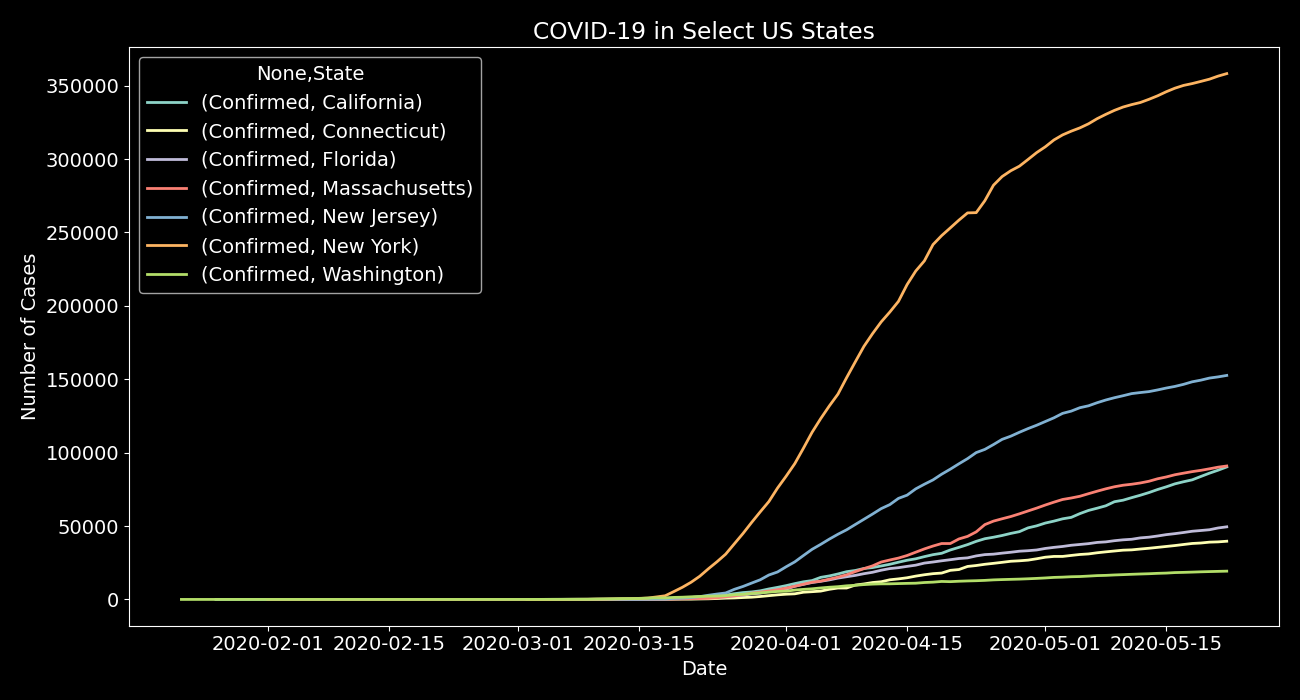 COVID-19 in Select US States
None,State
(Confirmed, California)
(Confirmed, Connecticut)
(Confirmed, Florida)
(Confirmed, Massachusetts)
(Confirmed, New Jersey)
(Confirmed, New York)
(Confirmed, Washington)
Number of Cases
350000
300000
250000
200000
150000
100000
50000
0
2020-02-01 2020-02-15 2020-03-01 2020-03-15 2020-04-01 2020-04-15 2020-05-01 2020-05-15
Date